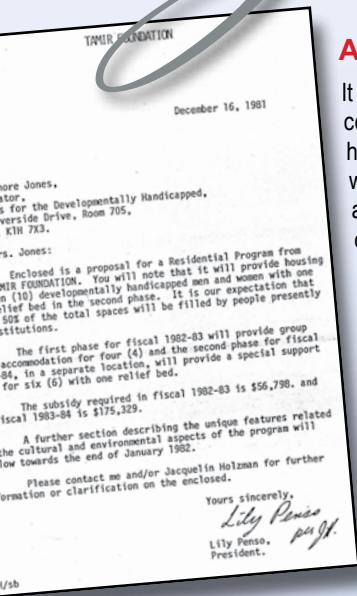 TAMIR FOUNDATION
December 16, 1981
nore Jones,
ator,
s for the Developmentally Handicapped,
verside Drive, Room 705,
K1H 7X3.
rs. Jones:
Enclosed is a proposal for a Residential Program from
MIR FOUNDATION. You will note that it will provide housing
n (10) developmentally handicapped men and women with one
elief bed in the second phase. It is our expectation that
50% of the total spaces will be filled by people presently
stitutions.
The first phase for fiscal 1982-83 will provide group
accommodation for four (4) and the second phase for fiscal
-84, in a separate location, will provide a special support
for six (6) with one relief bed.
The subsidy required in fiscal 1982-83 is $56,798. and
iscal 1983-84 is $175,329.
A further section describing the unique features related
the cultural and environmental aspects of the program will
low towards the end of January 1982.
Please contact me and/or Jacquelin Holzman for further
formation or clarification on the enclosed.
Yours sincerely,
Lily Penso
per J.
Lily Penso,
President.
/sb
A
It
co
h
w
a